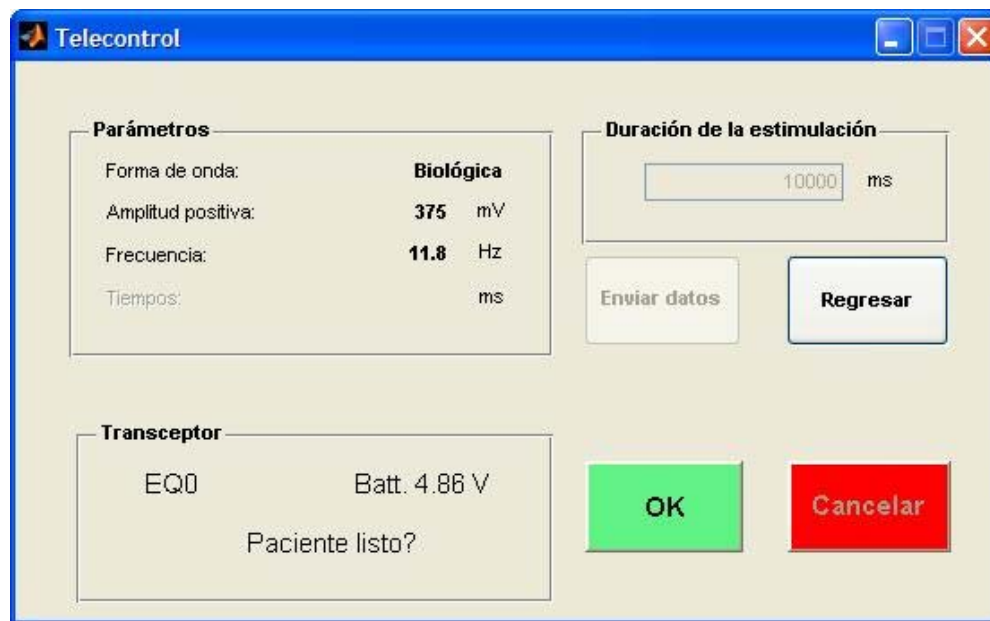 Telecontrol
Parámetros
Forma de onda: Biológica
Amplitud positiva: 375 mV
Frecuencia: 11.8 Hz
Tiempos: ms
Duración de la estimulación
10000 ms
Enviar datos
Regresar
Transceptor
EQ0 Batt. 4.86 V
Paciente listo?
OK
Cancelar